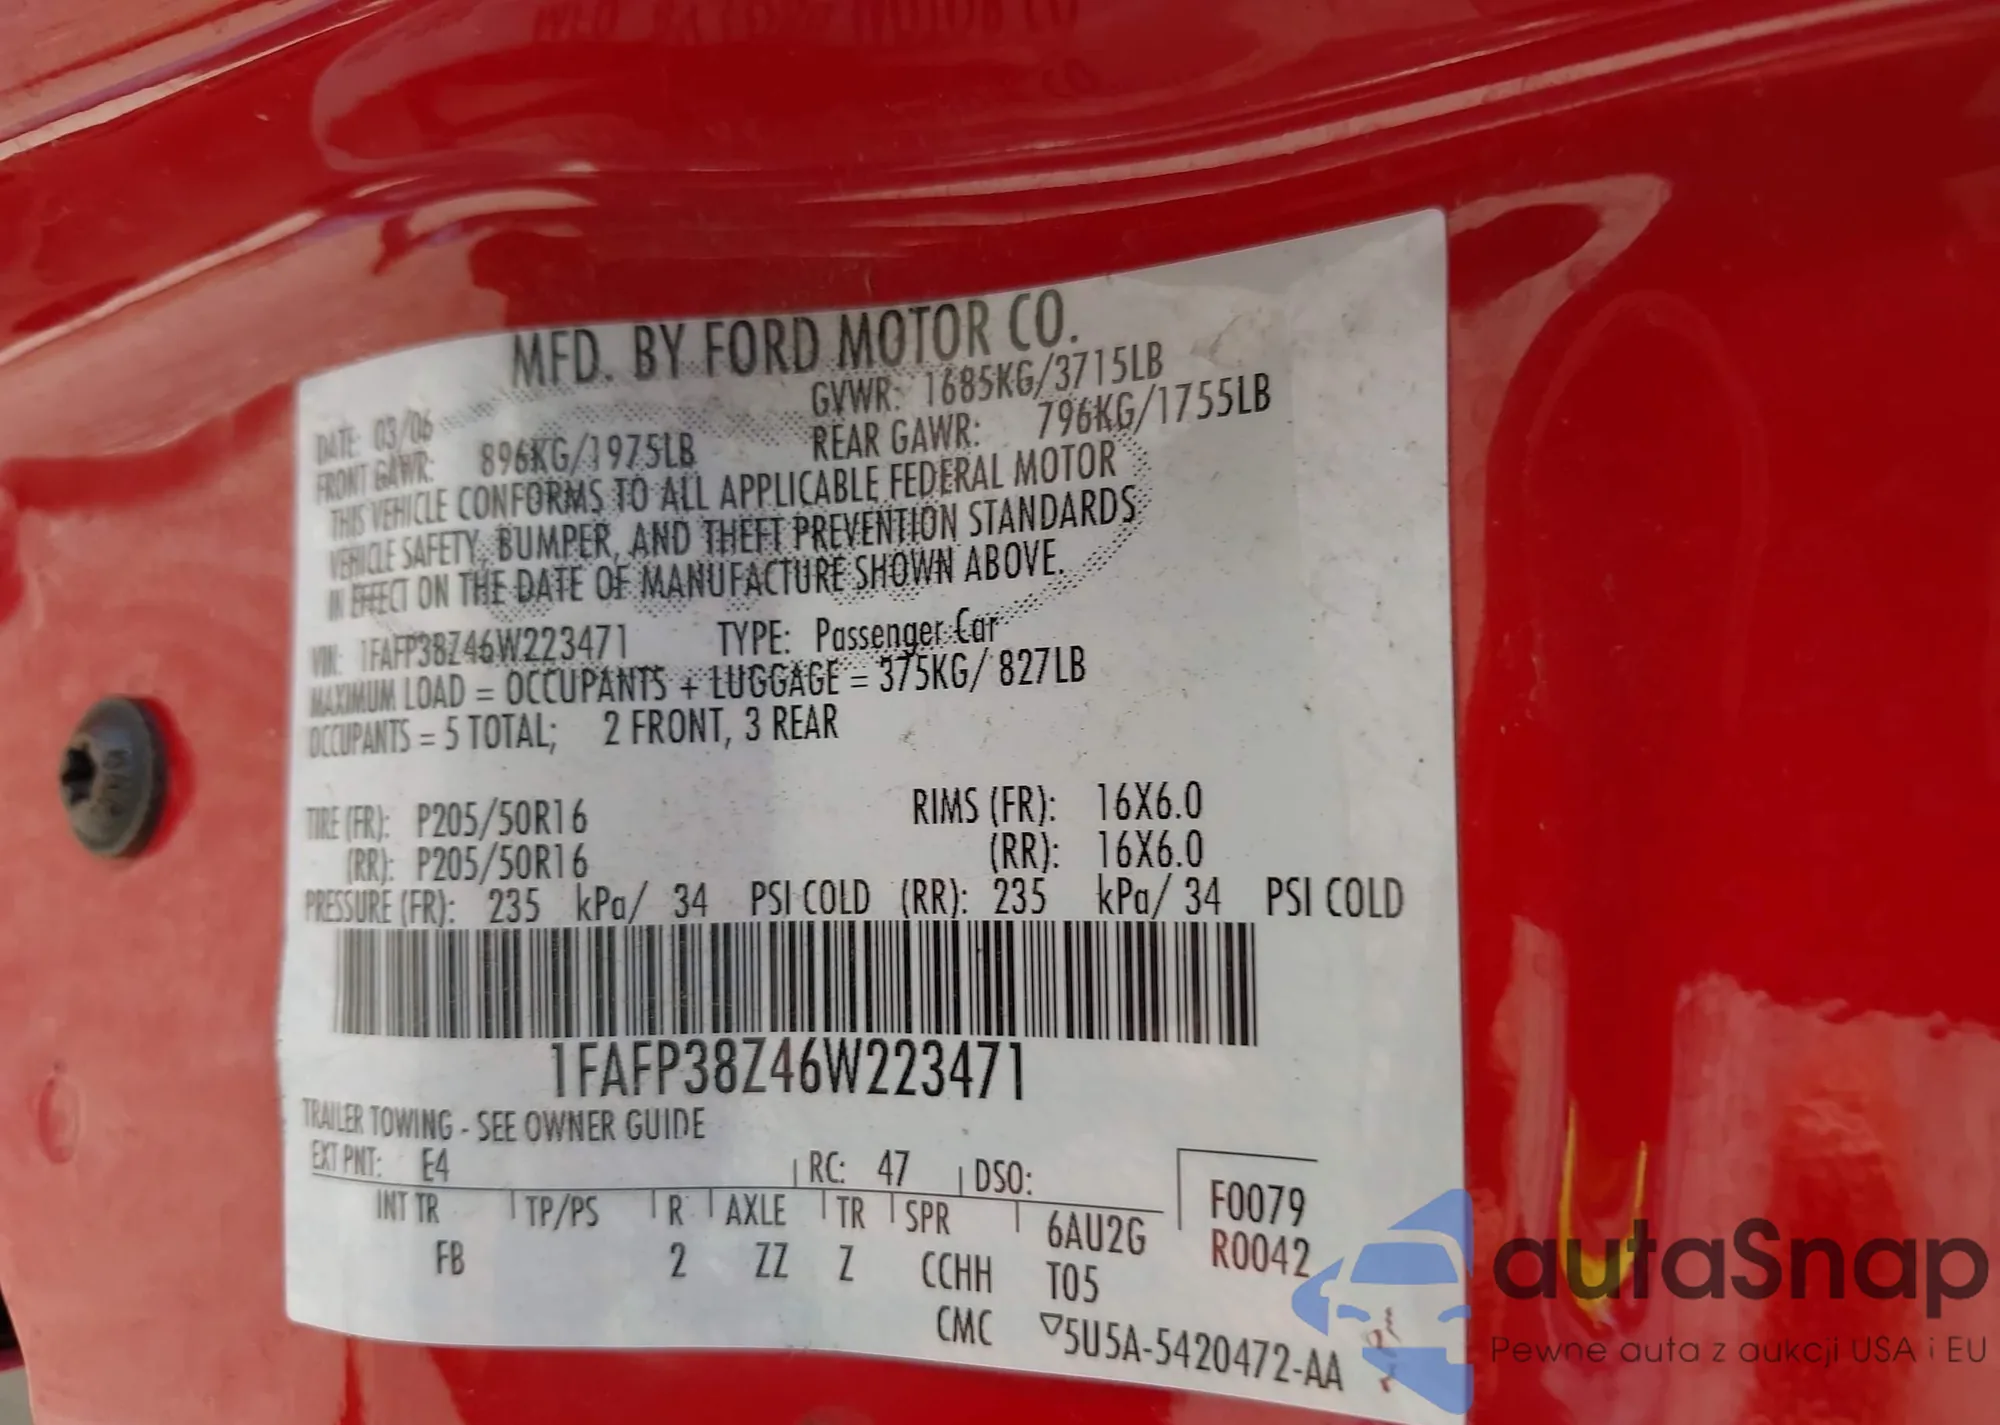 MFD. BY FORD MOTOR CO.
DATE: 03/06
GVWR: 1685KG/3715LB
FRONT GAWR: 896KG/1975LB
REAR GAWR: 796KG/1755LB
THIS VEHICLE CONFORMS TO ALL APPLICABLE FEDERAL MOTOR
VEHICLE SAFETY, BUMPER, AND THEFT PREVENTION STANDARDS
IN EFFECT ON THE DATE OF MANUFACTURE SHOWN ABOVE.
VIN: 1FAFP38Z46W223471 TYPE: Passenger Car
MAXIMUM LOAD = OCCUPANTS + LUGGAGE = 375KG/ 827LB
OCCUPANTS = 5 TOTAL; 2 FRONT, 3 REAR
TIRE (FR): P205/50R16 RIMS (FR): 16X6.0
(RR): P205/50R16 (RR): 16X6.0
PRESSURE (FR): 235 kPa/ 34 PSI COLD (RR): 235 kPa/ 34 PSI COLD
1FAFP38Z46W223471
TRAILER TOWING - SEE OWNER GUIDE
EXT PNT: E4 RC: 47 DSO:
F0079
INT TR TP/PS R AXLE TR SPR 6AU2G
R0042
FB 2 ZZ Z CCHH T05
CMC ▽5U5A-5420472-AA
autaSnap
Pewne auta z aukcji USA i EU